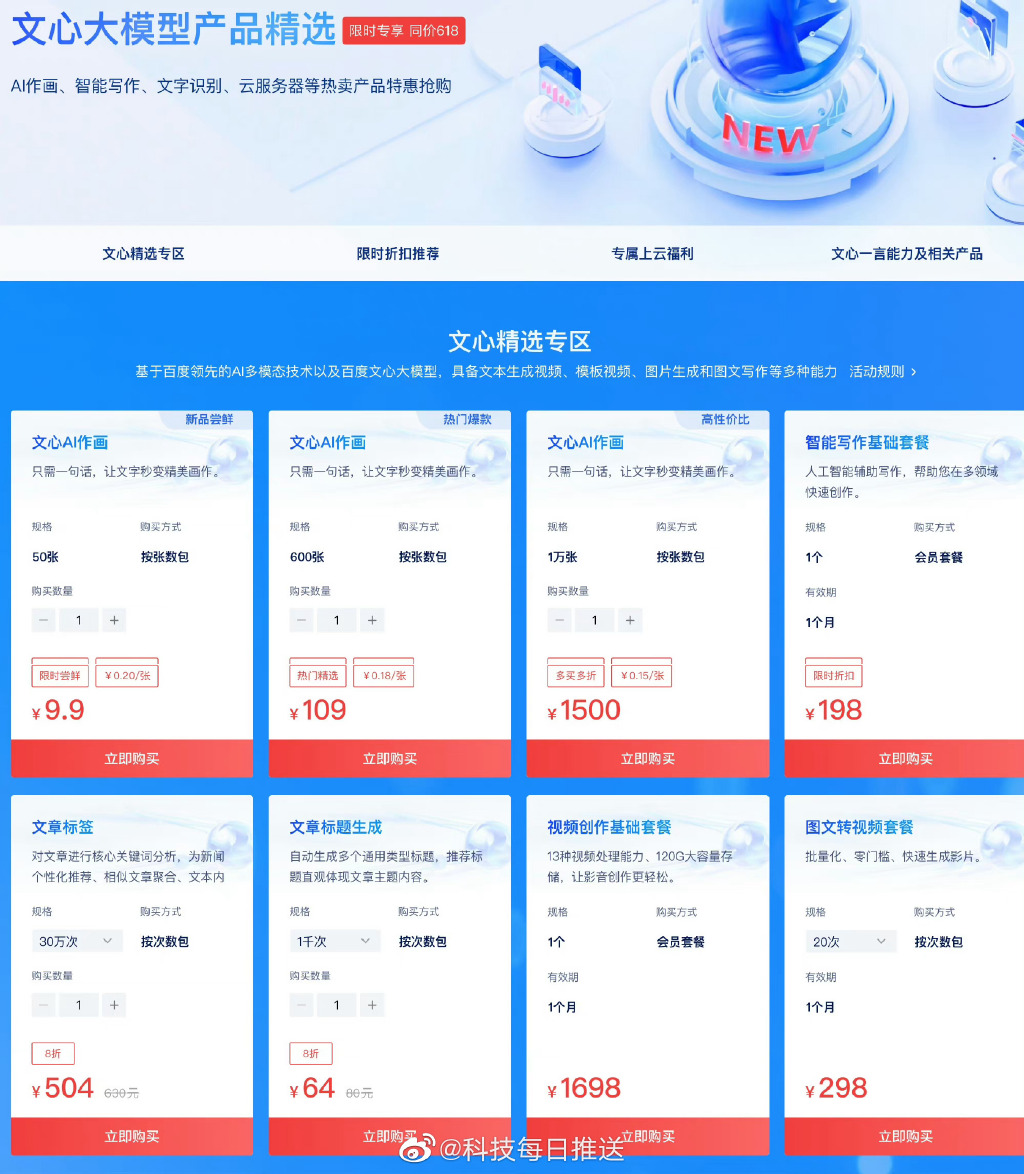 文心大模型产品精选 限时专享 同价618
AI作画、智能写作、文字识别、云服务器等热卖产品特惠抢购
NEW
文心精选专区 限时折扣推荐 专属上云福利 文心一言能力及相关产品
文心精选专区
基于百度领先的AI多模态技术以及百度文心大模型，具备文本生成视频、模板视频、图片生成和图文写作等多种能力 活动规则 ›
新品尝鲜
文心AI作画
只需一句话，让文字秒变精美画作。
规格 购买方式
50张 按张数包
购买数量
− 1 +
限时尝鲜 ¥0.20/张
¥9.9
立即购买
热门爆款
文心AI作画
只需一句话，让文字秒变精美画作。
规格 购买方式
600张 按张数包
购买数量
− 1 +
热门精选 ¥0.18/张
¥109
立即购买
高性价比
文心AI作画
只需一句话，让文字秒变精美画作。
规格 购买方式
1万张 按张数包
购买数量
− 1 +
多买多折 ¥0.15/张
¥1500
立即购买
智能写作基础套餐
人工智能辅助写作，帮助您在多领域
快速创作。
规格 购买方式
1个 会员套餐
有效期
1个月
限时折扣
¥198
立即购买
文章标签
对文章进行核心关键词分析，为新闻
个性化推荐、相似文章聚合、文本内
规格 购买方式
30万次 按次数包
购买数量
− 1 +
8折
¥504 630元
立即购买
文章标题生成
自动生成多个通用类型标题，推荐标
题直观体现文章主题内容。
规格 购买方式
1千次 按次数包
购买数量
− 1 +
8折
¥64 80元
立即购买
视频创作基础套餐
13种视频处理能力、120G大容量存
储，让影音创作更轻松。
规格 购买方式
1个 会员套餐
有效期
1个月
¥1698
立即购买
图文转视频套餐
批量化、零门槛、快速生成影片。
规格 购买方式
20次 按次数包
有效期
1个月
¥298
立即购买
@科技每日推送